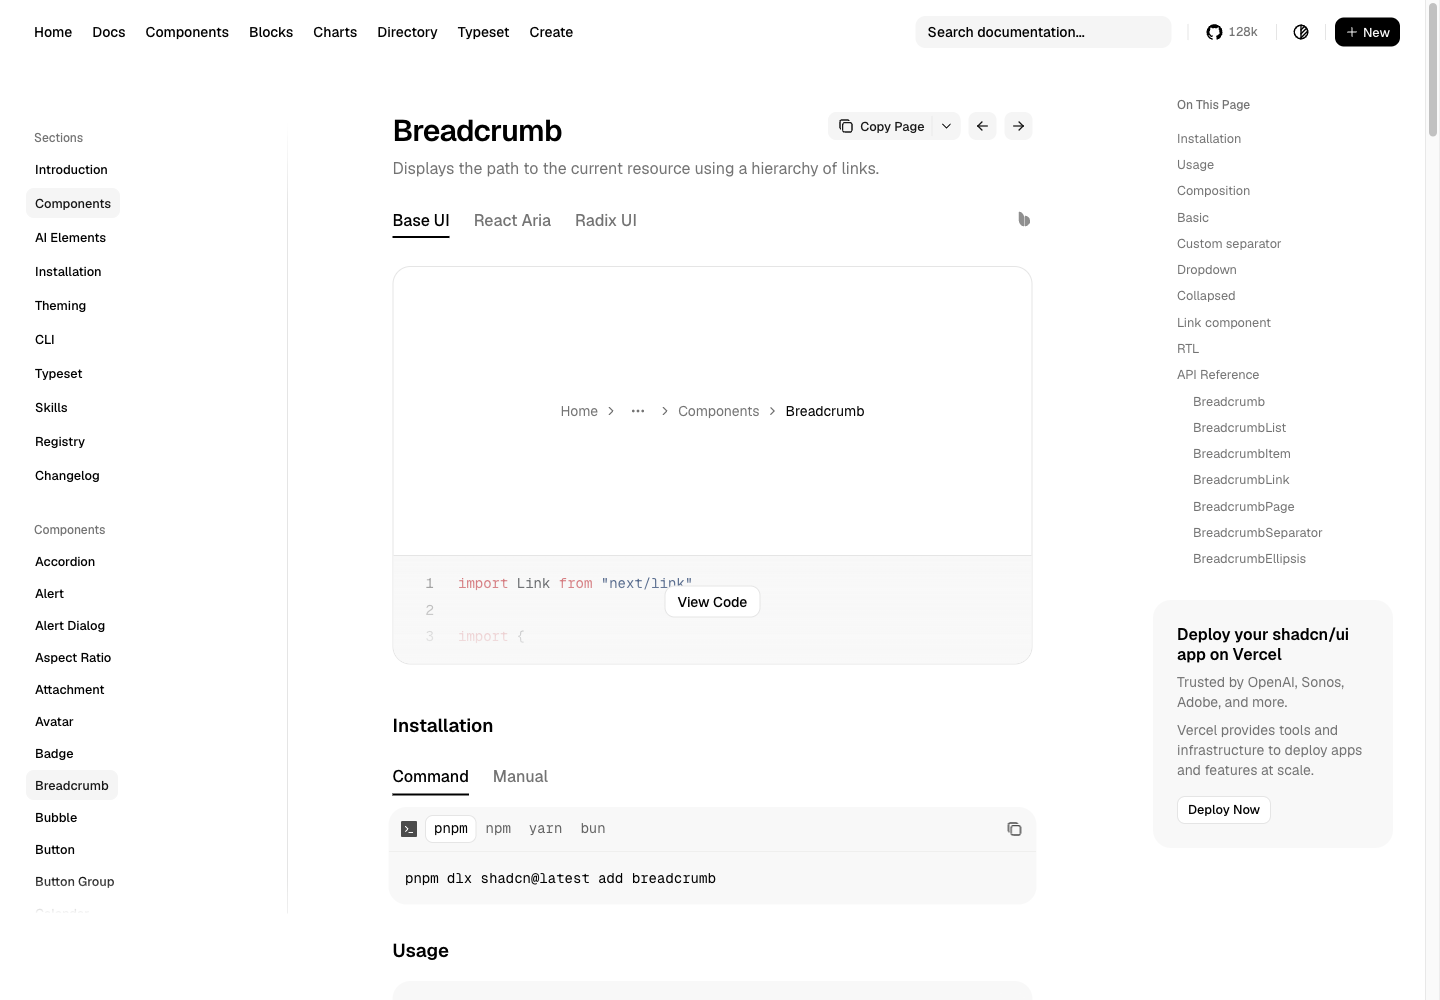 Home Docs Components Blocks Charts Directory Typeset Create
Search documentation...
128k
New
Sections
Introduction
Components
AI Elements
Installation
Theming
CLI
Typeset
Skills
Registry
Changelog
Components
Accordion
Alert
Alert Dialog
Aspect Ratio
Attachment
Avatar
Badge
Breadcrumb
Bubble
Button
Button Group
Breadcrumb
Copy Page
Displays the path to the current resource using a hierarchy of links.
Base UI React Aria Radix UI
Home Components Breadcrumb
1 import Link from "next/link"
2
View Code
3 import {
Installation
Command Manual
pnpm npm yarn bun
pnpm dlx shadcn@latest add breadcrumb
Usage
On This Page
Installation
Usage
Composition
Basic
Custom separator
Dropdown
Collapsed
Link component
RTL
API Reference
Breadcrumb
BreadcrumbList
BreadcrumbItem
BreadcrumbLink
BreadcrumbPage
BreadcrumbSeparator
BreadcrumbEllipsis
Deploy your shadcn/ui
app on Vercel
Trusted by OpenAI, Sonos,
Adobe, and more.
Vercel provides tools and
infrastructure to deploy apps
and features at scale.
Deploy Now